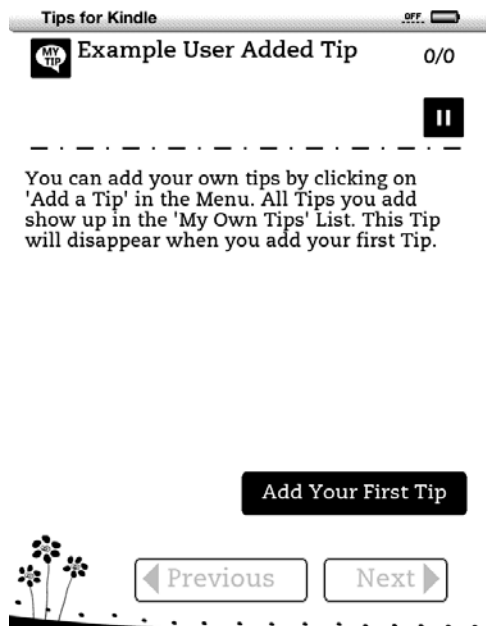 Tips for Kindle
OFF
MY TIP
Example User Added Tip
0/0
You can add your own tips by clicking on
'Add a Tip' in the Menu. All Tips you add
show up in the 'My Own Tips' List. This Tip
will disappear when you add your first Tip.
Add Your First Tip
Previous
Next